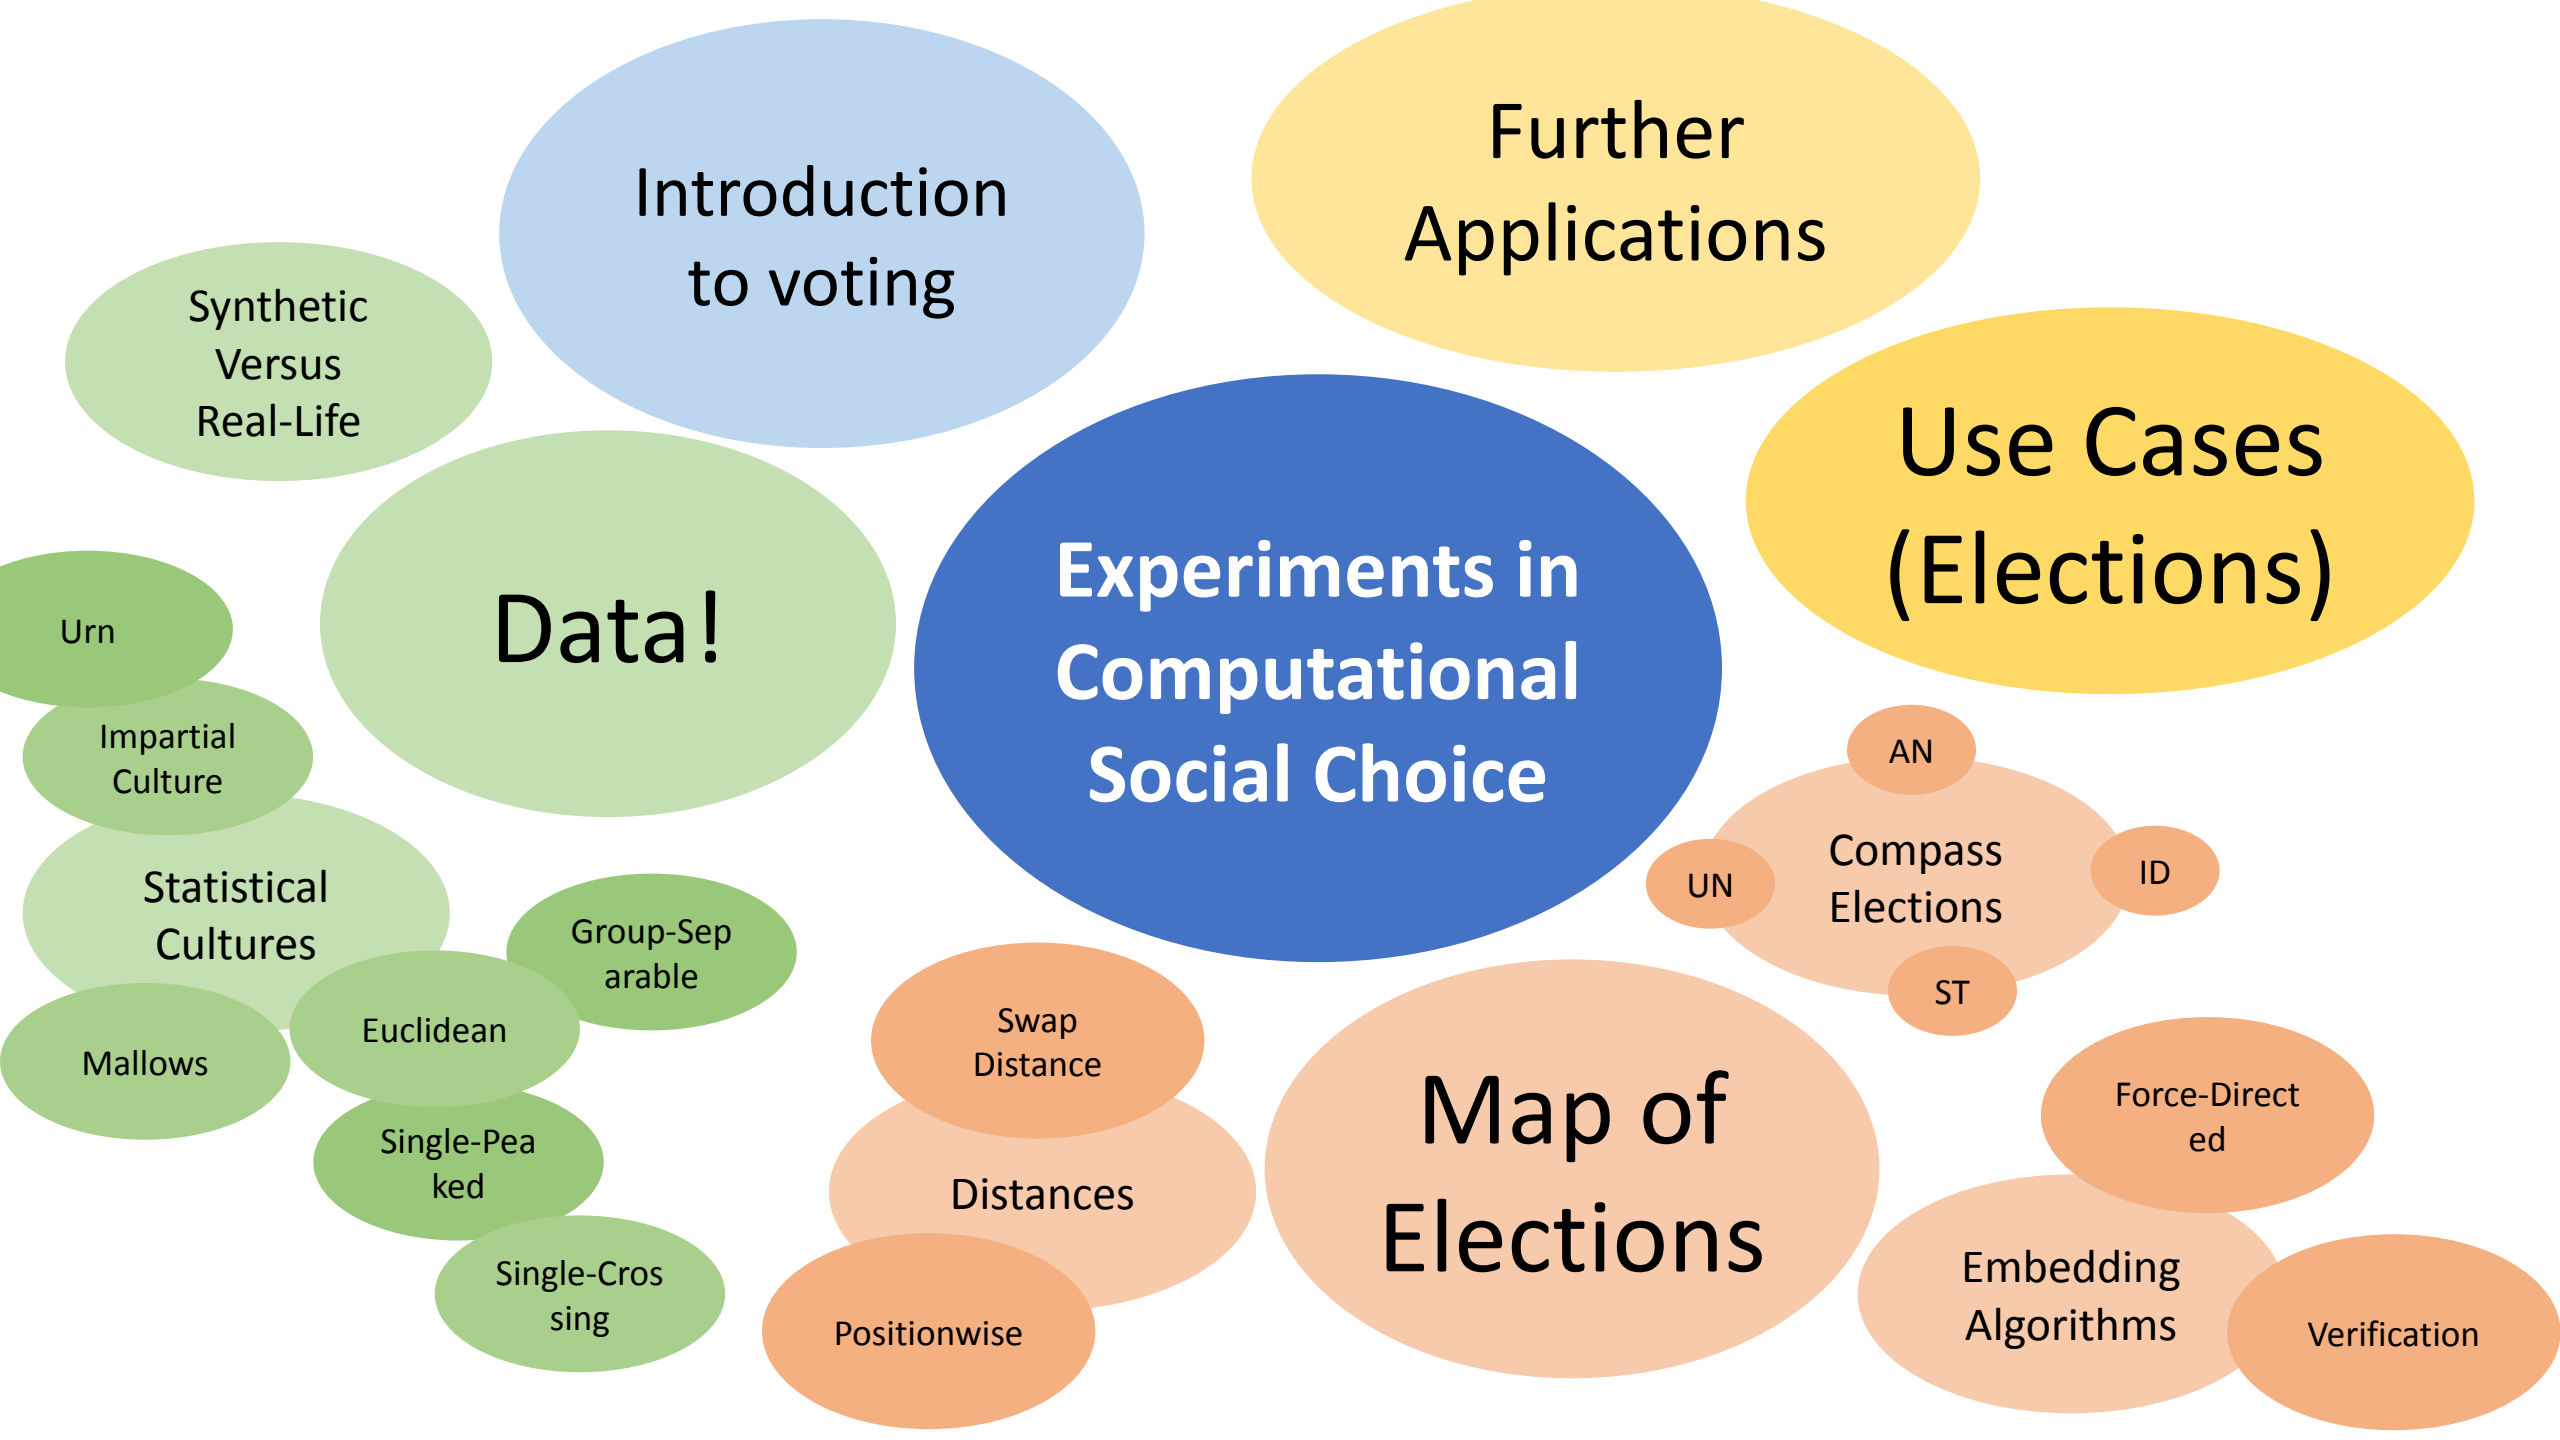 Introduction
to voting
Further
Applications
Synthetic
Versus
Real-Life
Use Cases
(Elections)
Data!
Experiments in
Computational
Social Choice
Urn
Impartial
Culture
Statistical
Cultures
Mallows
Euclidean
Group-Sep
arable
Single-Pea
ked
Single-Cros
sing
Swap
Distance
Distances
Positionwise
Map of
Elections
AN
UN
Compass
Elections
ID
ST
Force-Direct
ed
Embedding
Algorithms
Verification